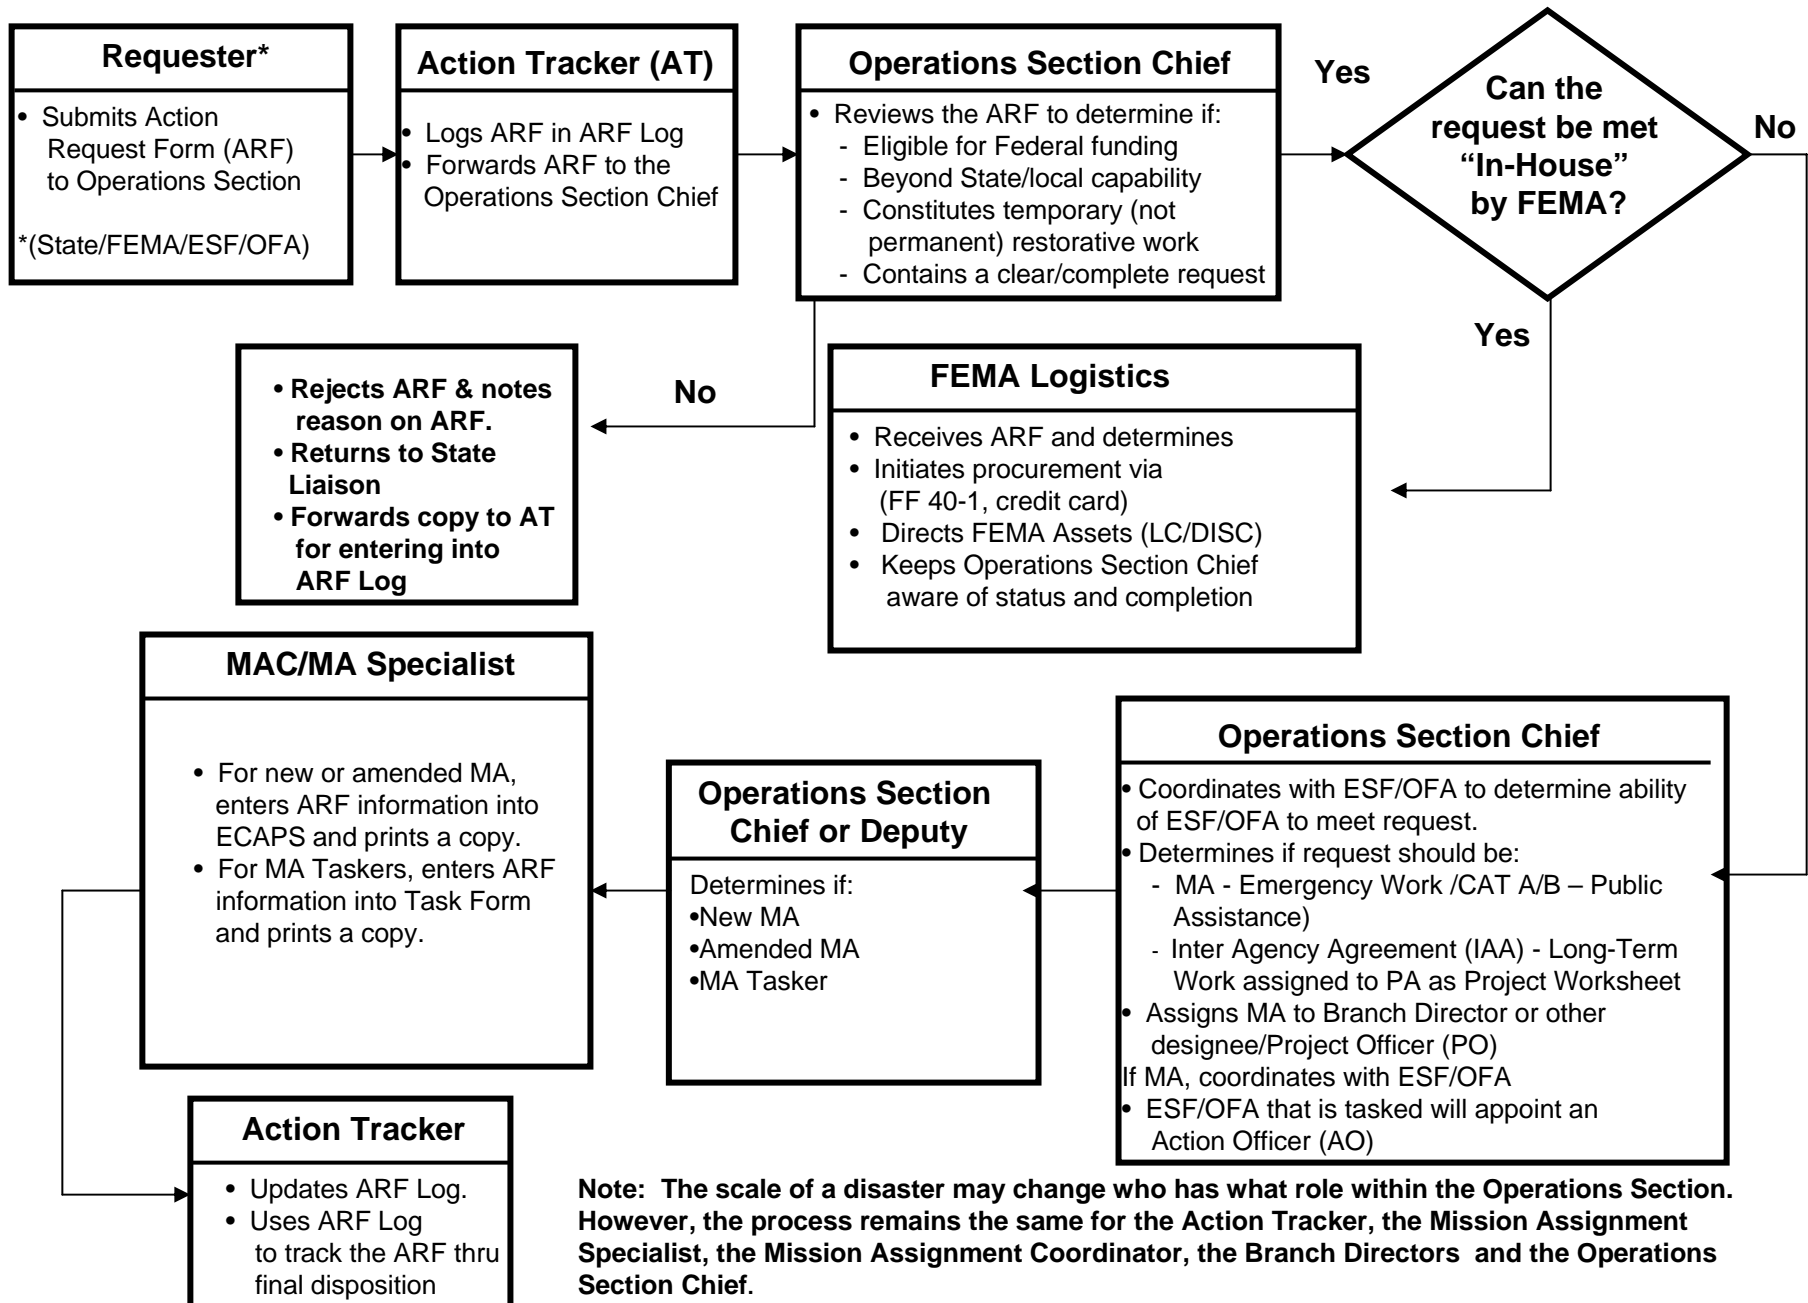 Requester*
• Submits Action
Request Form (ARF)
to Operations Section
*(State/FEMA/ESF/OFA)
Action Tracker (AT)
• Logs ARF in ARF Log
• Forwards ARF to the
Operations Section Chief
Operations Section Chief
• Reviews the ARF to determine if:
- Eligible for Federal funding
- Beyond State/local capability
- Constitutes temporary (not
permanent) restorative work
- Contains a clear/complete request
Yes
Can the
request be met
“In-House”
by FEMA?
No
Yes
No
• Rejects ARF & notes
reason on ARF.
• Returns to State
Liaison
• Forwards copy to AT
for entering into
ARF Log
FEMA Logistics
• Receives ARF and determines
• Initiates procurement via
(FF 40-1, credit card)
• Directs FEMA Assets (LC/DISC)
• Keeps Operations Section Chief
aware of status and completion
Operations Section Chief
• Coordinates with ESF/OFA to determine ability
of ESF/OFA to meet request.
• Determines if request should be:
- MA - Emergency Work /CAT A/B – Public
Assistance)
- Inter Agency Agreement (IAA) - Long-Term
Work assigned to PA as Project Worksheet
• Assigns MA to Branch Director or other
designee/Project Officer (PO)
If MA, coordinates with ESF/OFA
• ESF/OFA that is tasked will appoint an
Action Officer (AO)
Operations Section
Chief or Deputy
Determines if:
•New MA
•Amended MA
•MA Tasker
MAC/MA Specialist
• For new or amended MA,
enters ARF information into
ECAPS and prints a copy.
• For MA Taskers, enters ARF
information into Task Form
and prints a copy.
Action Tracker
• Updates ARF Log.
• Uses ARF Log
to track the ARF thru
final disposition
Note: The scale of a disaster may change who has what role within the Operations Section.
However, the process remains the same for the Action Tracker, the Mission Assignment
Specialist, the Mission Assignment Coordinator, the Branch Directors and the Operations
Section Chief.